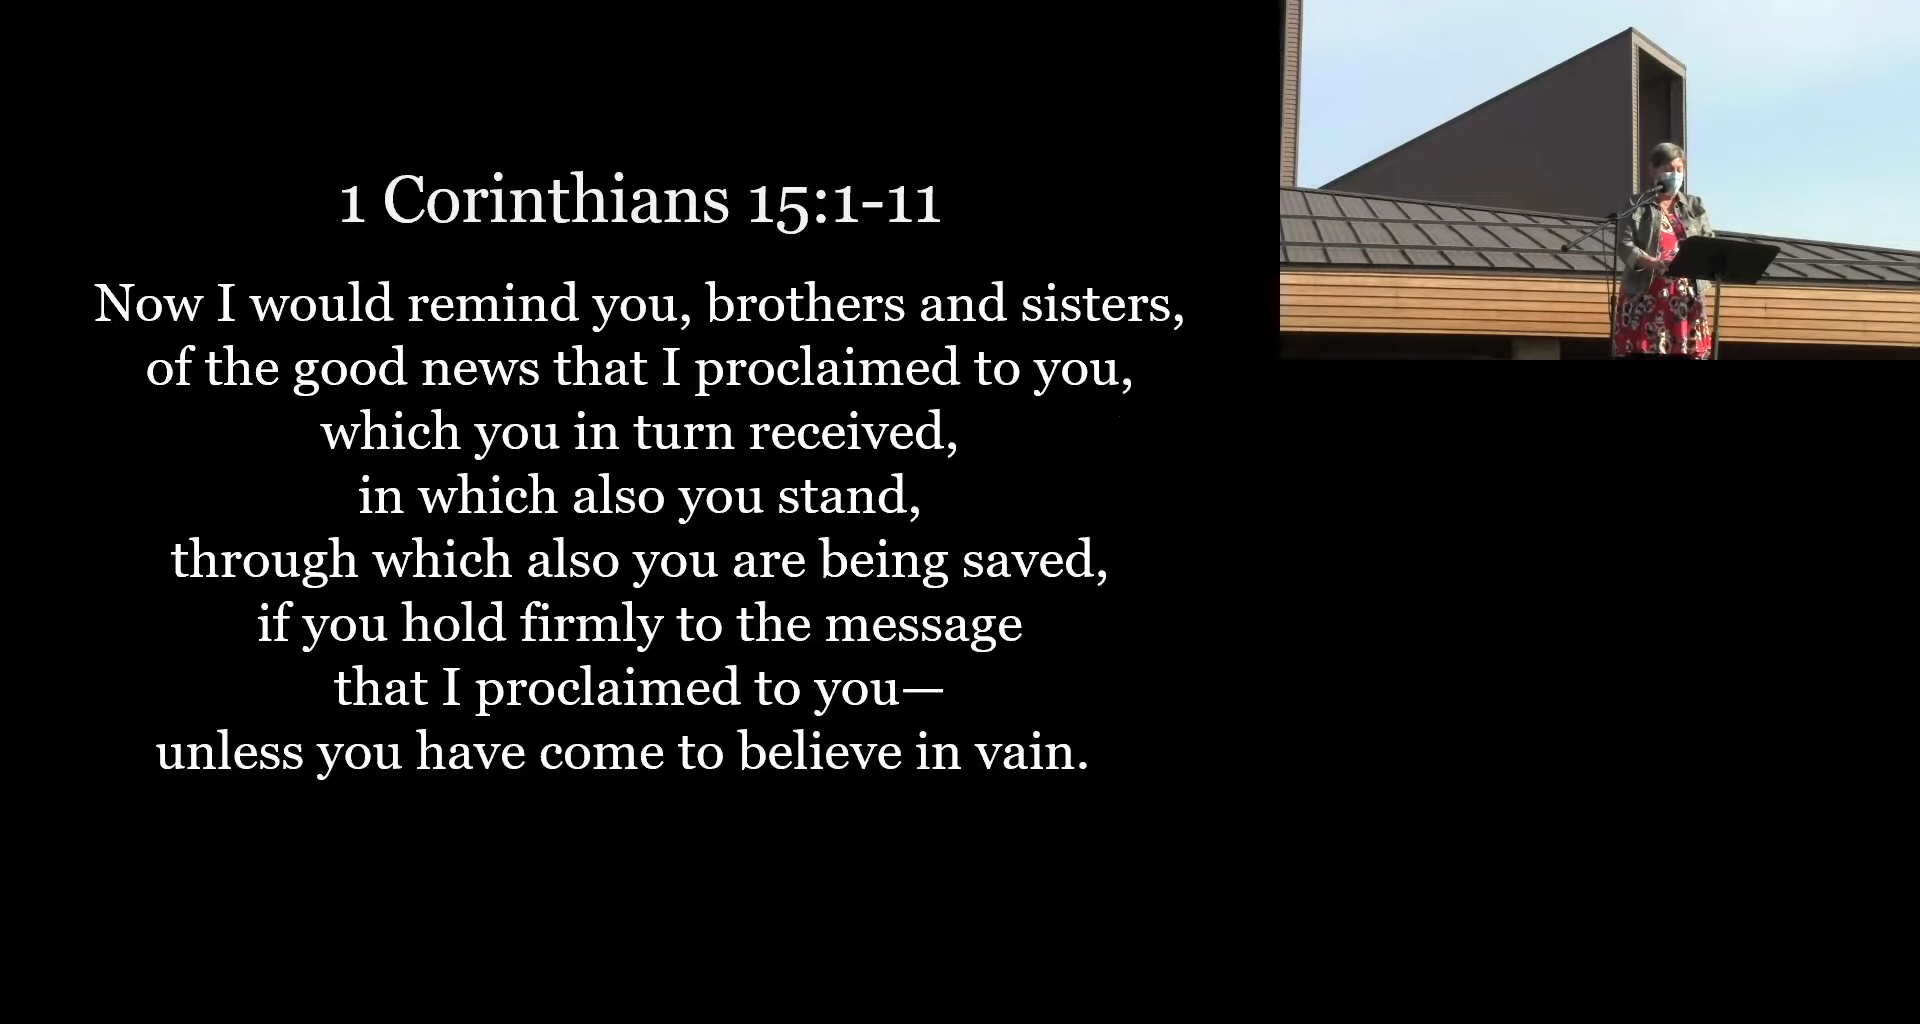 1 Corinthians 15:1-11
Now I would remind you, brothers and sisters,
of the good news that I proclaimed to you,
which you in turn received,
in which also you stand,
through which also you are being saved,
if you hold firmly to the message
that I proclaimed to you—
unless you have come to believe in vain.